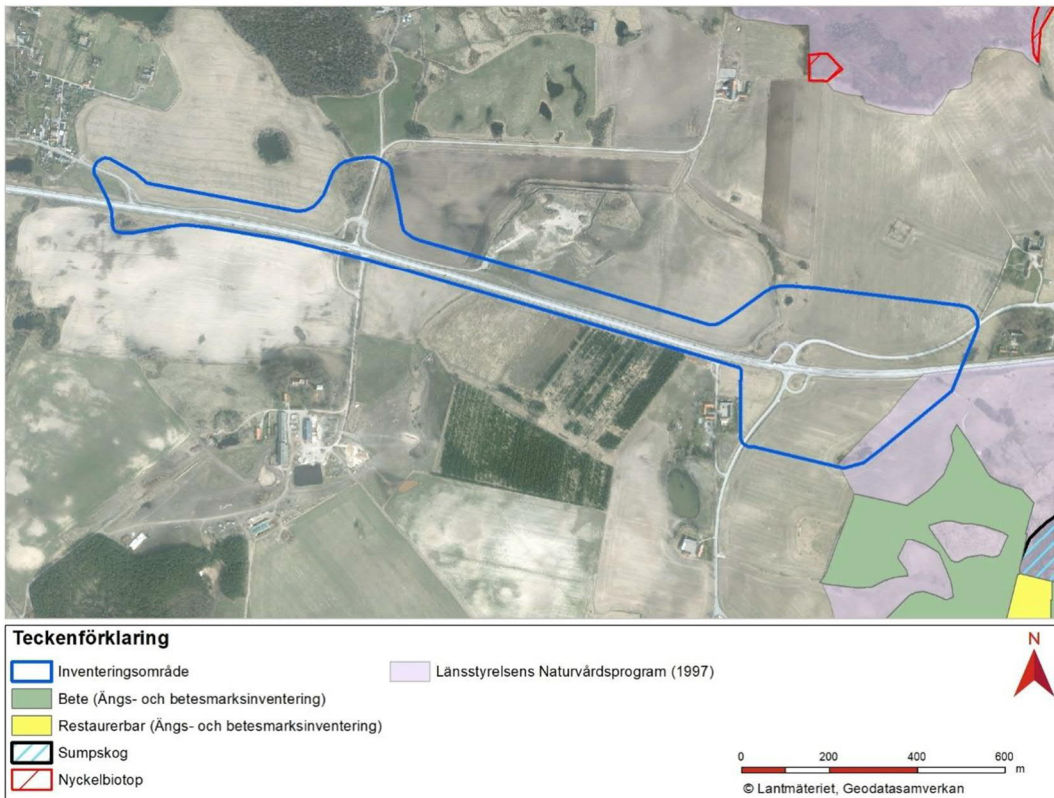 Teckenförklaring
N
Inventeringsområde
Länsstyrelsens Naturvårdsprogram (1997)
Bete (Ängs- och betesmarksinventering)
Restaurerbar (Ängs- och betesmarksinventering)
Sumpskog
Nyckelbiotop
0 200 400 600
m
© Lantmäteriet, Geodatasamverkan